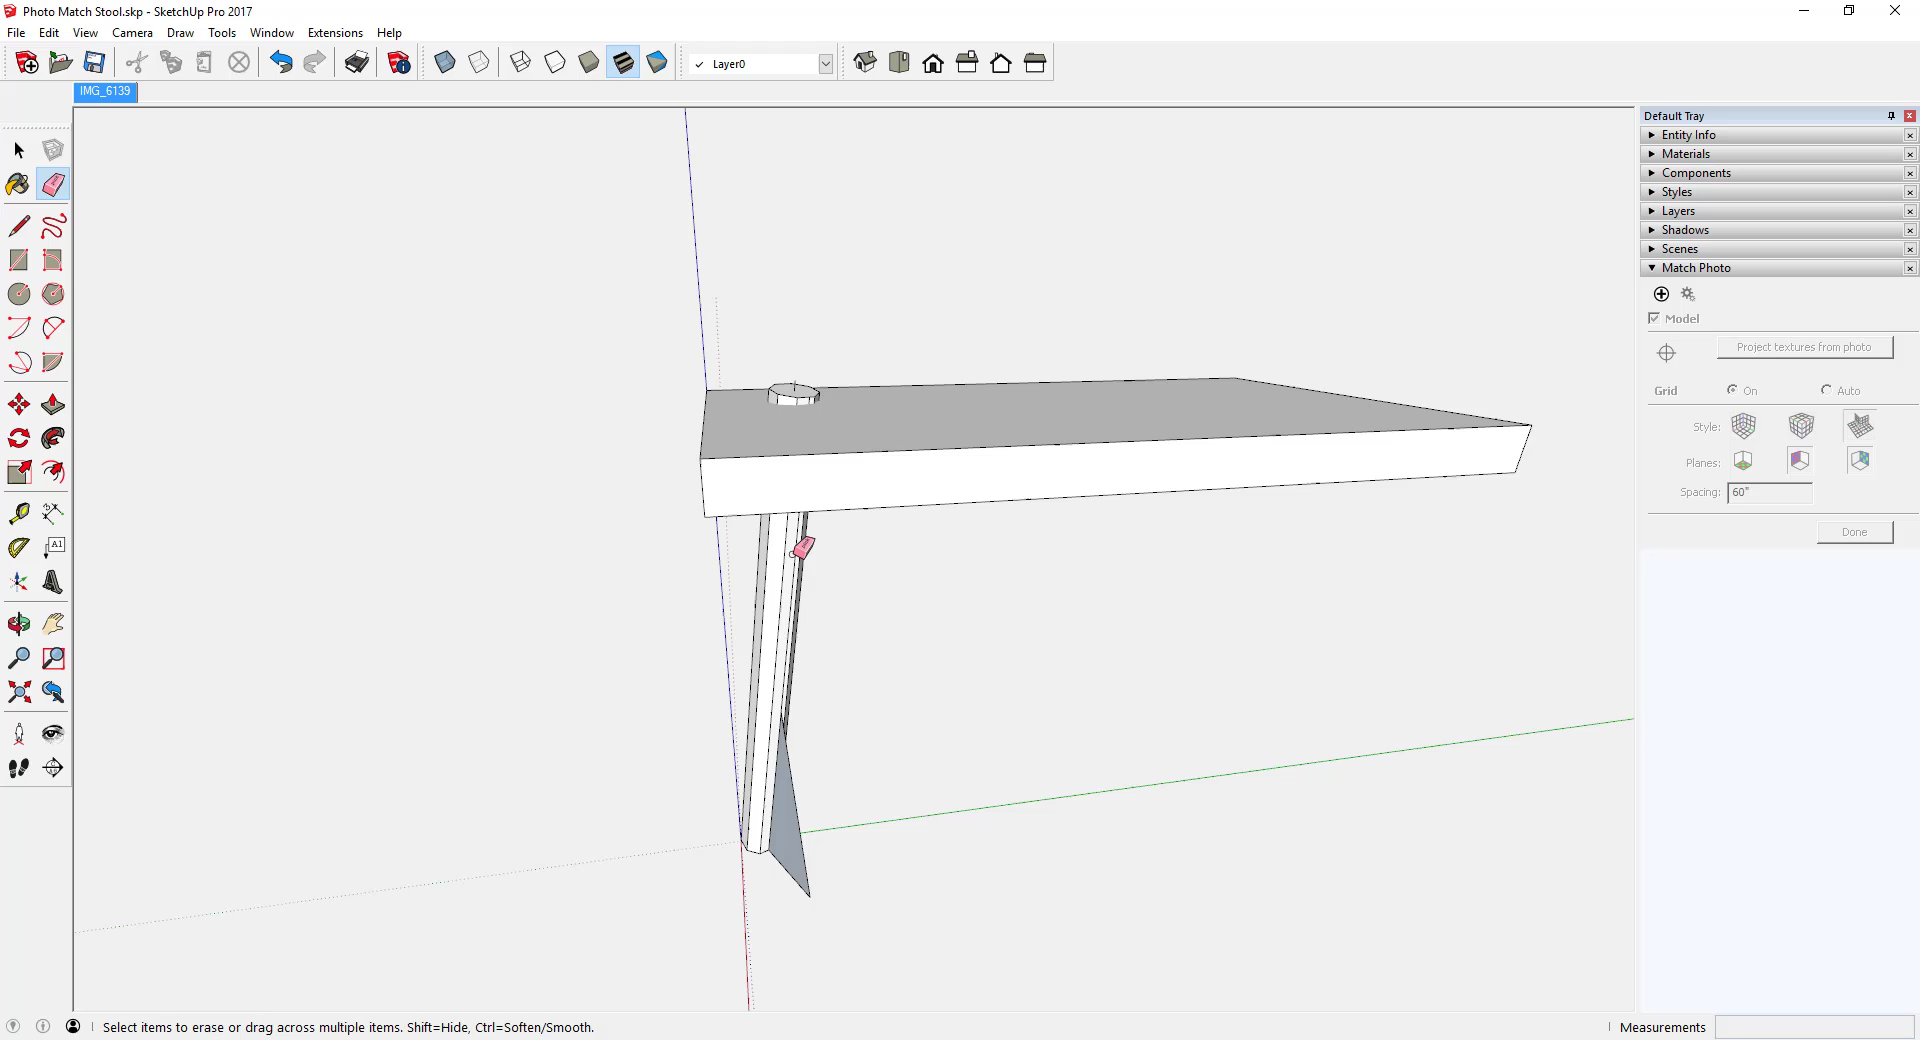 Photo Match Stool.skp - SketchUp Pro 2017
File Edit View Camera Draw Tools Window Extensions Help
Layer0
IMG_6139
Default Tray
Entity Info
Materials
Components
Styles
Layers
Shadows
Scenes
Match Photo
Model
Project textures from photo
Grid On Auto
Style:
Planes:
Spacing: 60"
Done
A1
Select items to erase or drag across multiple items. Shift=Hide, Ctrl=Soften/Smooth.
Measurements